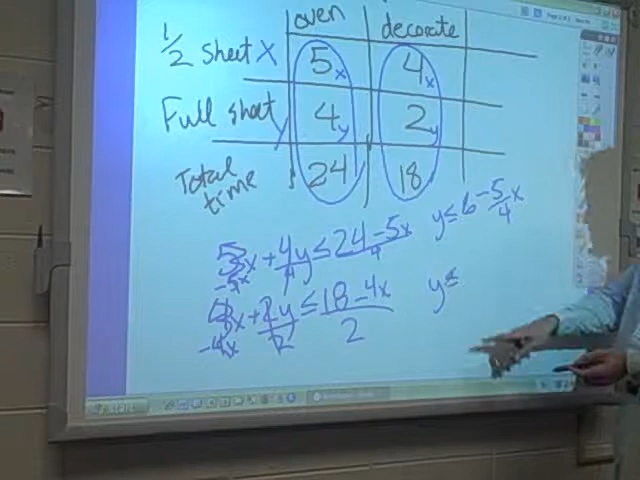 oven decorate
1/2 sheet X 5x 4x
Full sheet y 4y 2y
Total time 24 18
5x + 4y ≤ 24 - 5x y ≤ 6 - 5/4 x
-5x 4 4
4x + 2y ≤ 18 - 4x y ≤
-4x 2 2